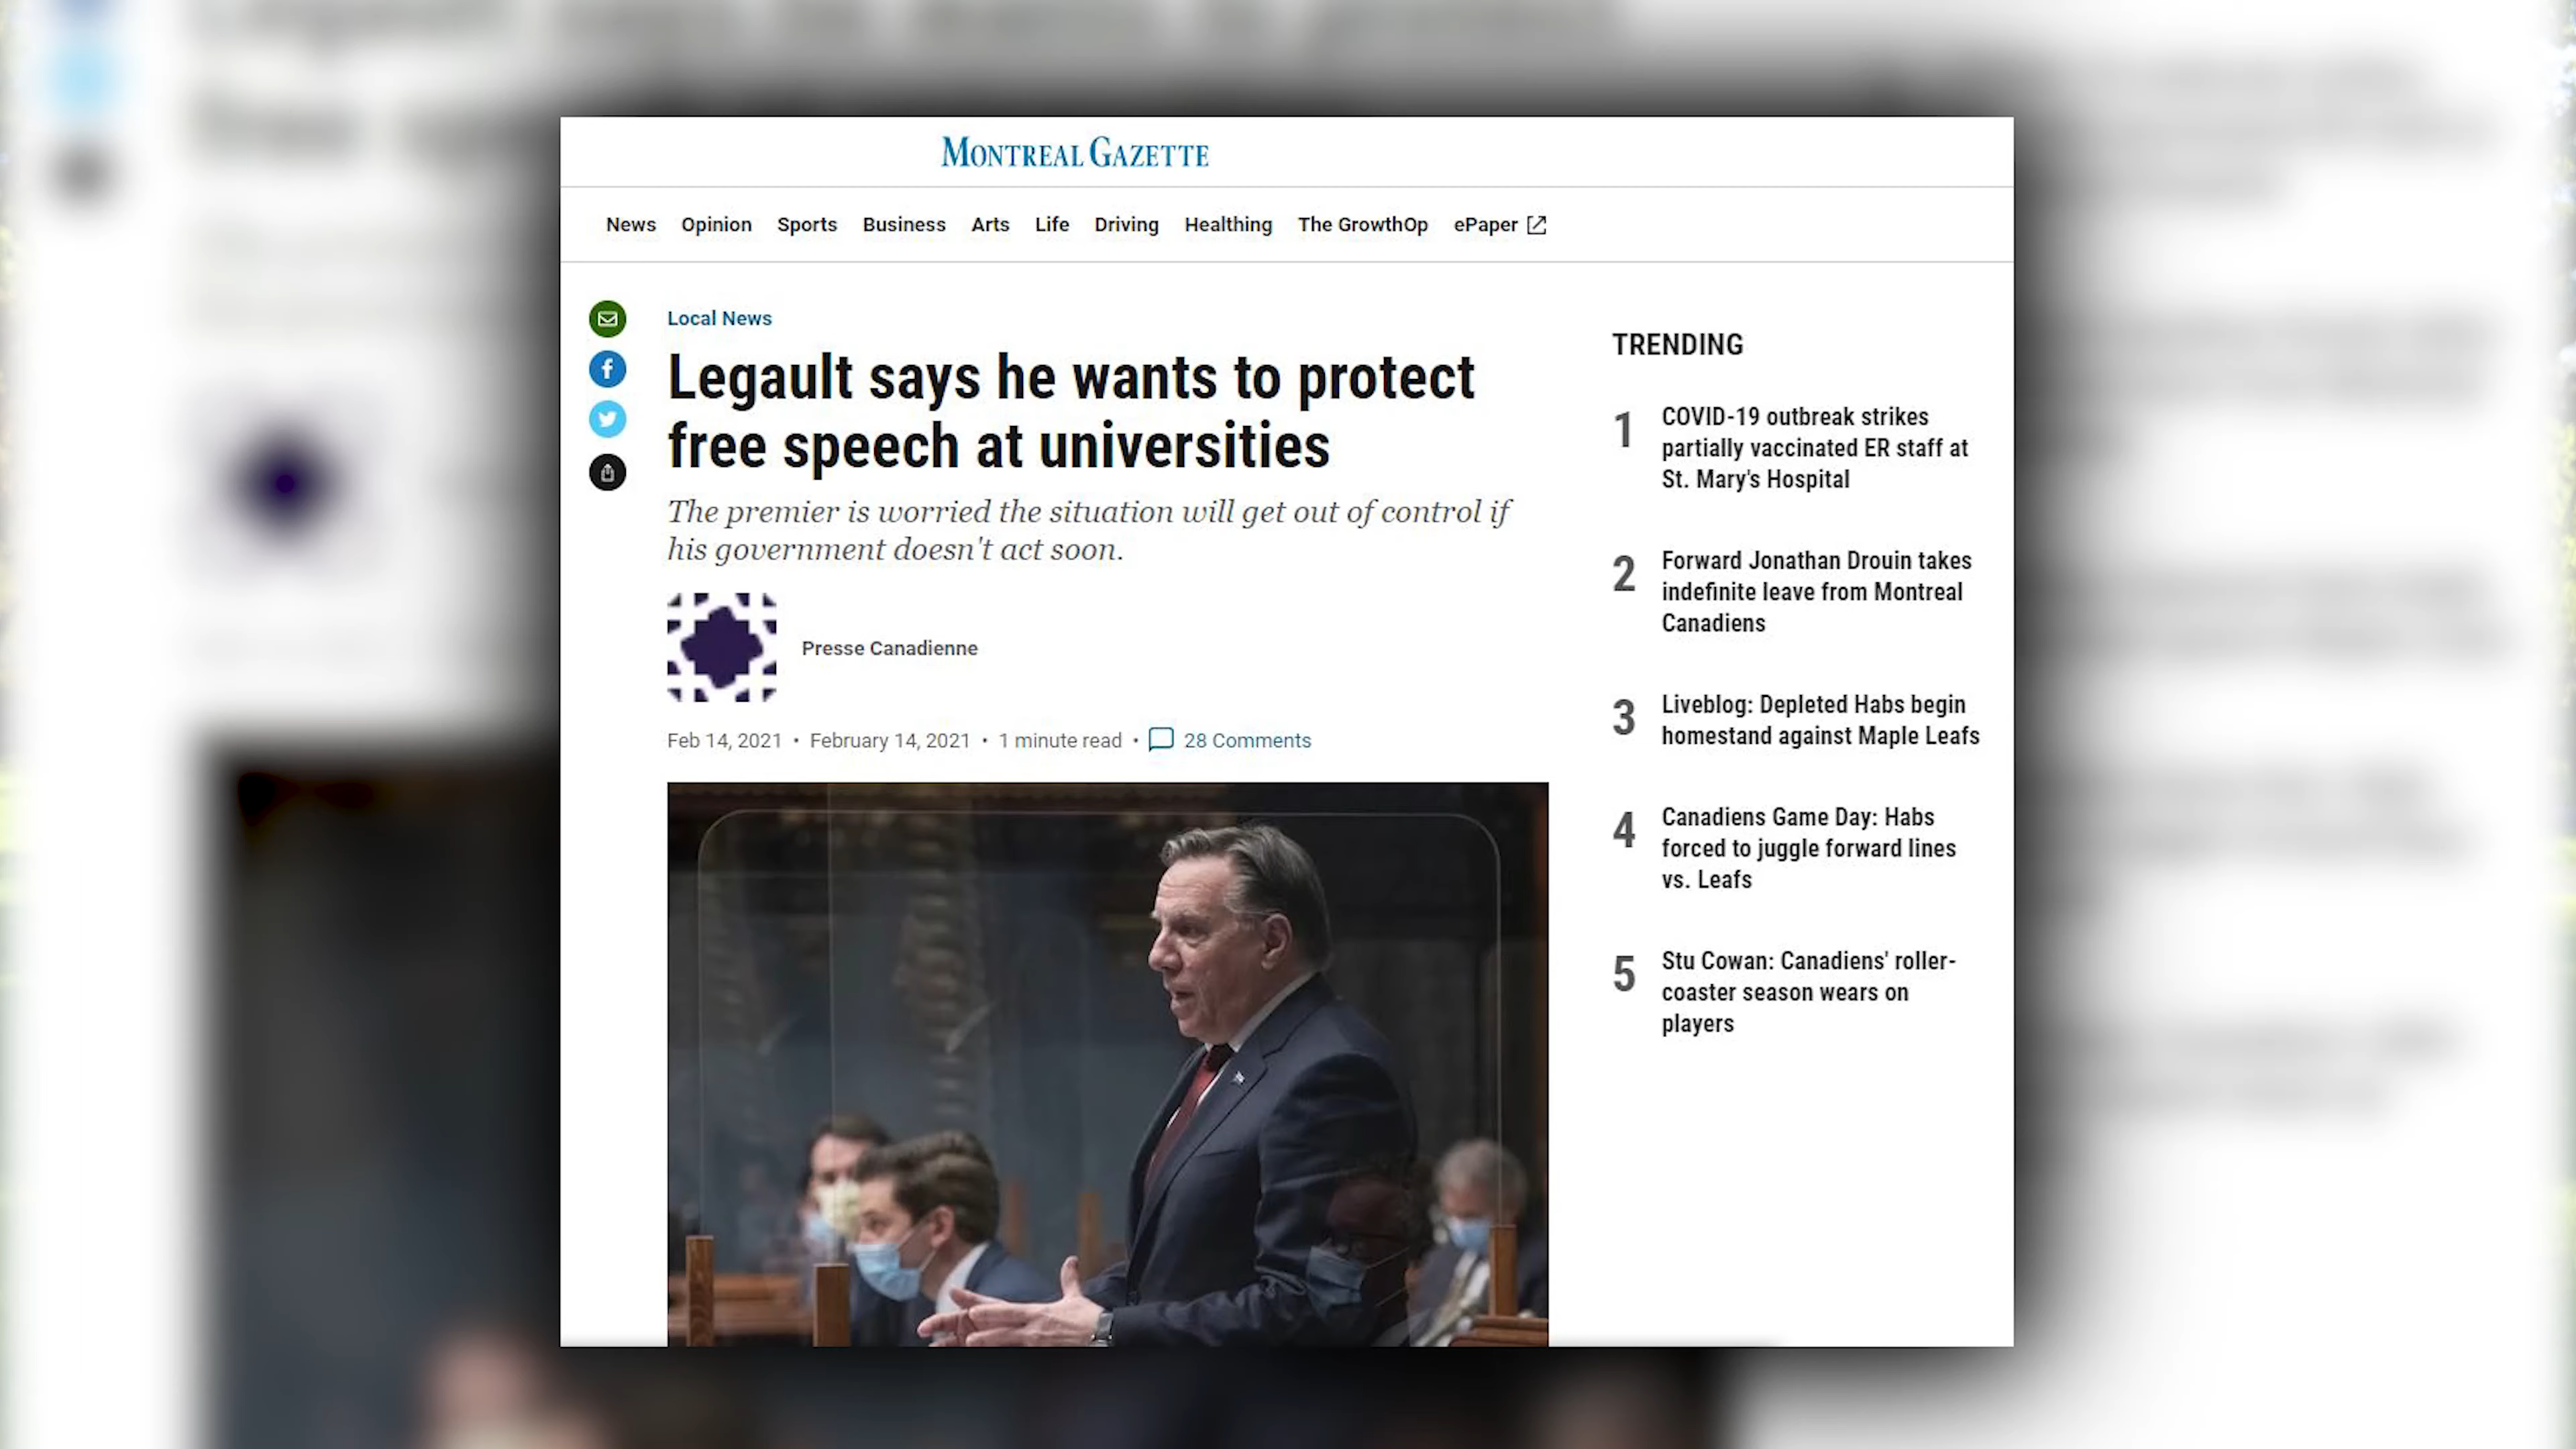 MONTREAL GAZETTE
News Opinion Sports Business Arts Life Driving Healthing The GrowthOp ePaper
Local News
Legault says he wants to protect
free speech at universities
The premier is worried the situation will get out of control if
his government doesn't act soon.
Presse Canadienne
Feb 14, 2021 • February 14, 2021 • 1 minute read • 28 Comments
TRENDING
1 COVID-19 outbreak strikes
partially vaccinated ER staff at
St. Mary's Hospital
2 Forward Jonathan Drouin takes
indefinite leave from Montreal
Canadiens
3 Liveblog: Depleted Habs begin
homestand against Maple Leafs
4 Canadiens Game Day: Habs
forced to juggle forward lines
vs. Leafs
5 Stu Cowan: Canadiens' roller-
coaster season wears on
players